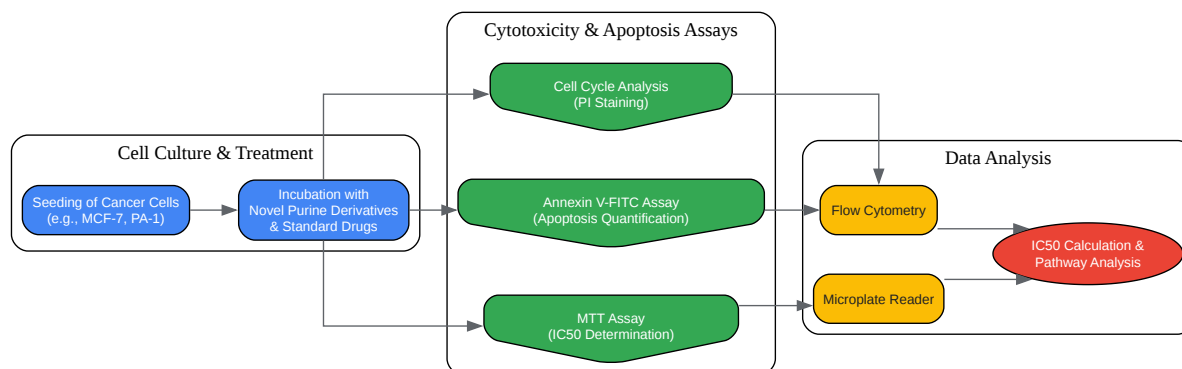 Cell Culture & Treatment
Seeding of Cancer Cells
(e.g., MCF-7, PA-1)
Incubation with
Novel Purine Derivatives
& Standard Drugs
Cytotoxicity & Apoptosis Assays
Cell Cycle Analysis
(PI Staining)
Annexin V-FITC Assay
(Apoptosis Quantification)
MTT Assay
(IC50 Determination)
Data Analysis
Flow Cytometry
Microplate Reader
IC50 Calculation &
Pathway Analysis